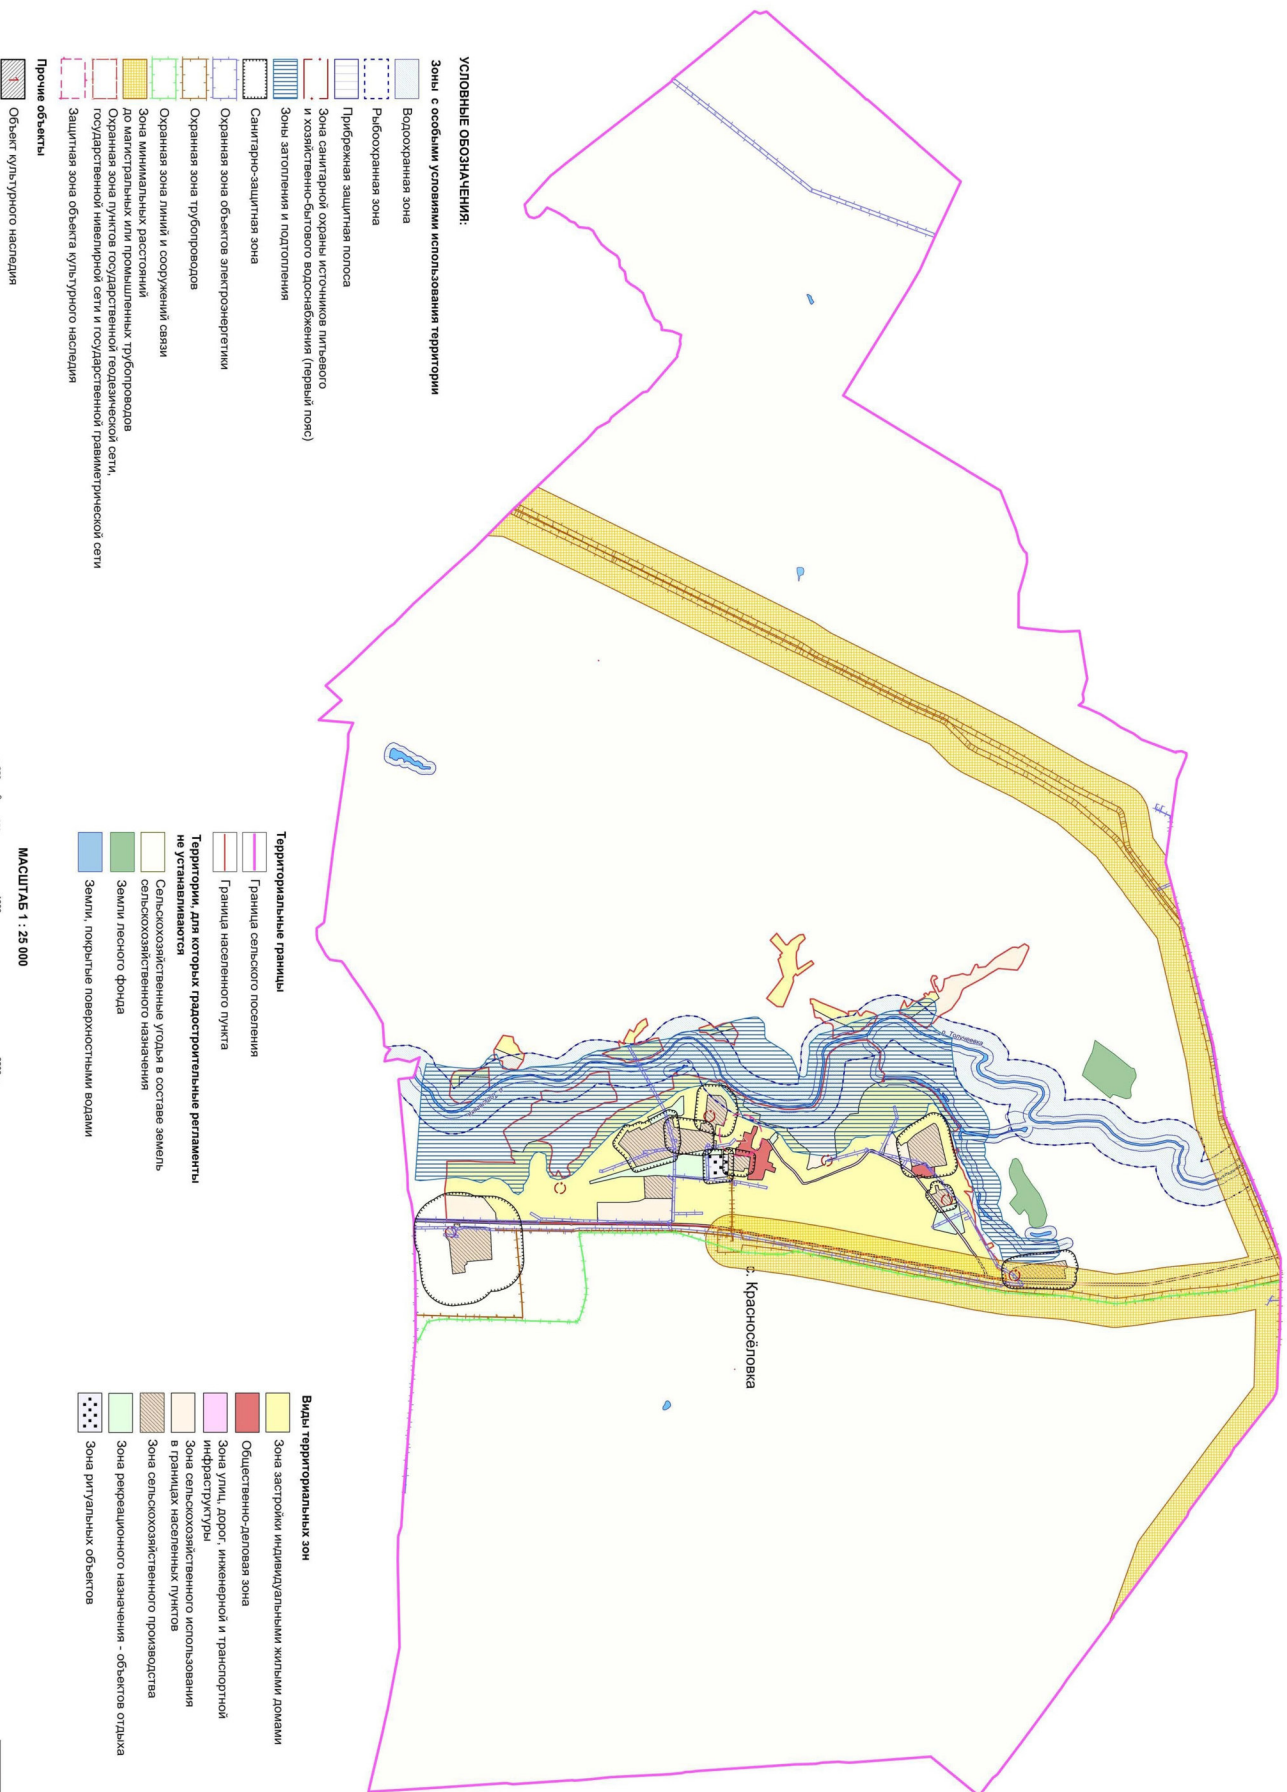 УСЛОВНЫЕ ОБОЗНАЧЕНИЯ:
Зоны с особыми условиями использования территории
Водоохранная зона
Рыбоохранная зона
Прибрежная защитная полоса
Зона санитарной охраны источников питьевого
и хозяйственно-бытового водоснабжения (первый пояс)
Зоны затопления и подтопления
Санитарно-защитная зона
Охранная зона объектов электроэнергетики
Охранная зона трубопроводов
Охранная зона линий и сооружений связи
Зона минимальных расстояний
до магистральных или промышленных трубопроводов
Охранная зона пунктов государственной геодезической сети,
государственной нивелирной сети и государственной гравиметрической сети
Защитная зона объекта культурного наследия
Прочие объекты
1
Объект культурного наследия
Территориальные границы
Граница сельского поселения
Граница населенного пункта
Территории, для которых градостроительные регламенты
не устанавливаются
Сельскохозяйственные угодья в составе земель
сельскохозяйственного назначения
Земли лесного фонда
Земли, покрытые поверхностными водами
МАСШТАБ 1 : 25 000
Виды территориальных зон
Зона застройки индивидуальными жилыми домами
Общественно-деловая зона
Зона улиц, дорог, инженерной и транспортной
инфраструктуры
Зона сельскохозяйственного использования
в границах населенных пунктов
Зона сельскохозяйственного производства
Зона рекреационного назначения - объектов отдыха
Зона ритуальных объектов
с. Красносёловка